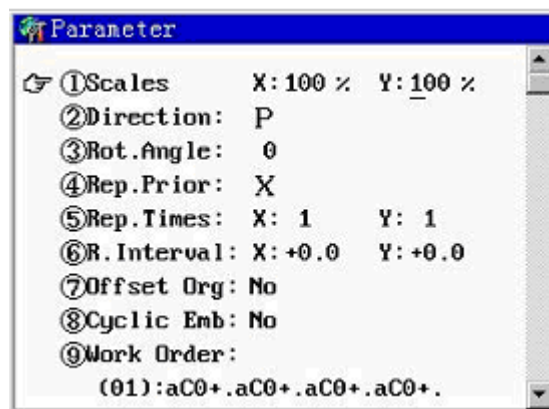 Parameter
①Scales X:100 % Y:100 %
②Direction: P
③Rot.Angle: 0
④Rep.Prior: X
⑤Rep.Times: X: 1 Y: 1
⑥R.Interval: X:+0.0 Y:+0.0
⑦Offset Org: No
⑧Cyclic Emb: No
⑨Work Order:
(01):aC0+.aC0+.aC0+.aC0+.